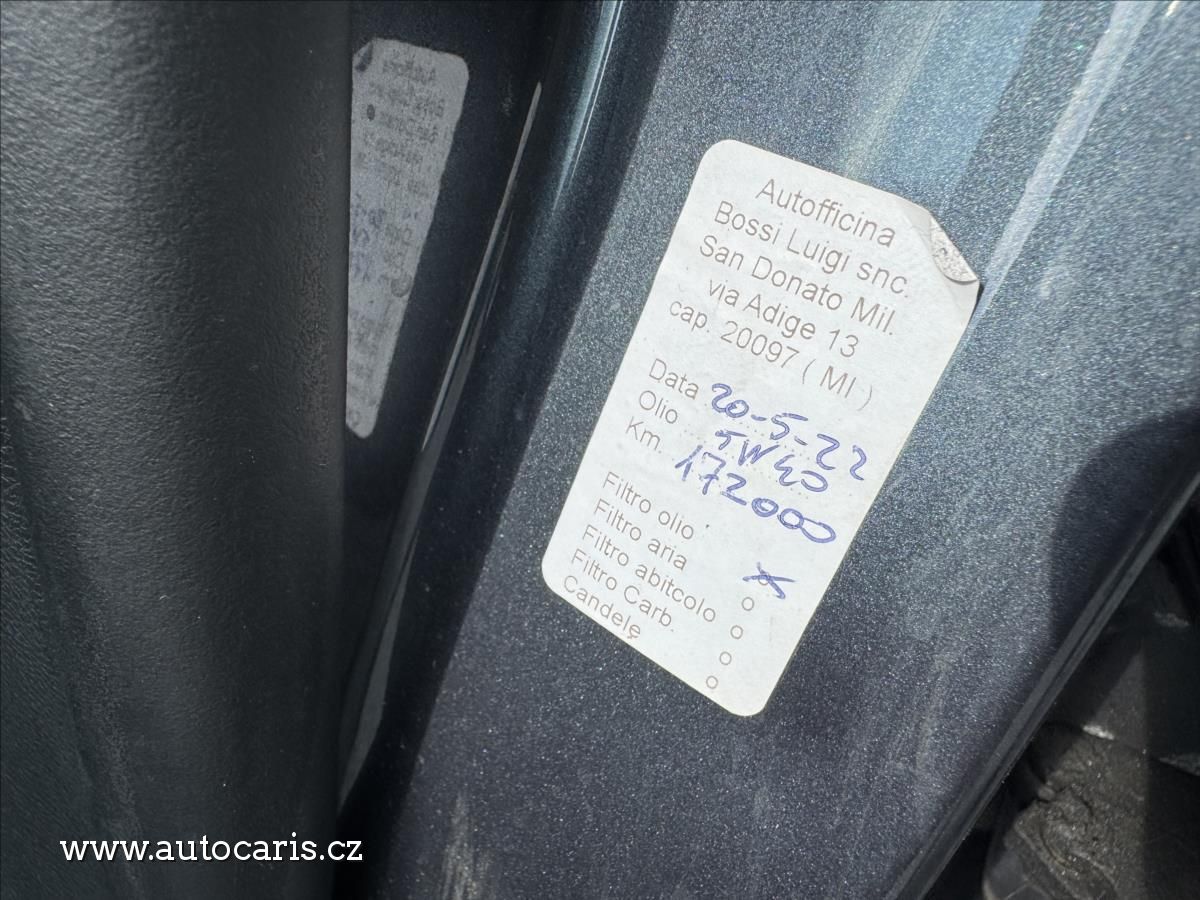 Autofficina
Bossi Luigi snc.
San Donato Mil.
via Adige 13
cap. 20097 ( MI )
Data 20-5-22
Olio 5W40
Km. 172000
Filtro olio
Filtro aria o
Filtro abitcolo o
Filtro Carb. o
Candele o
www.autocaris.cz